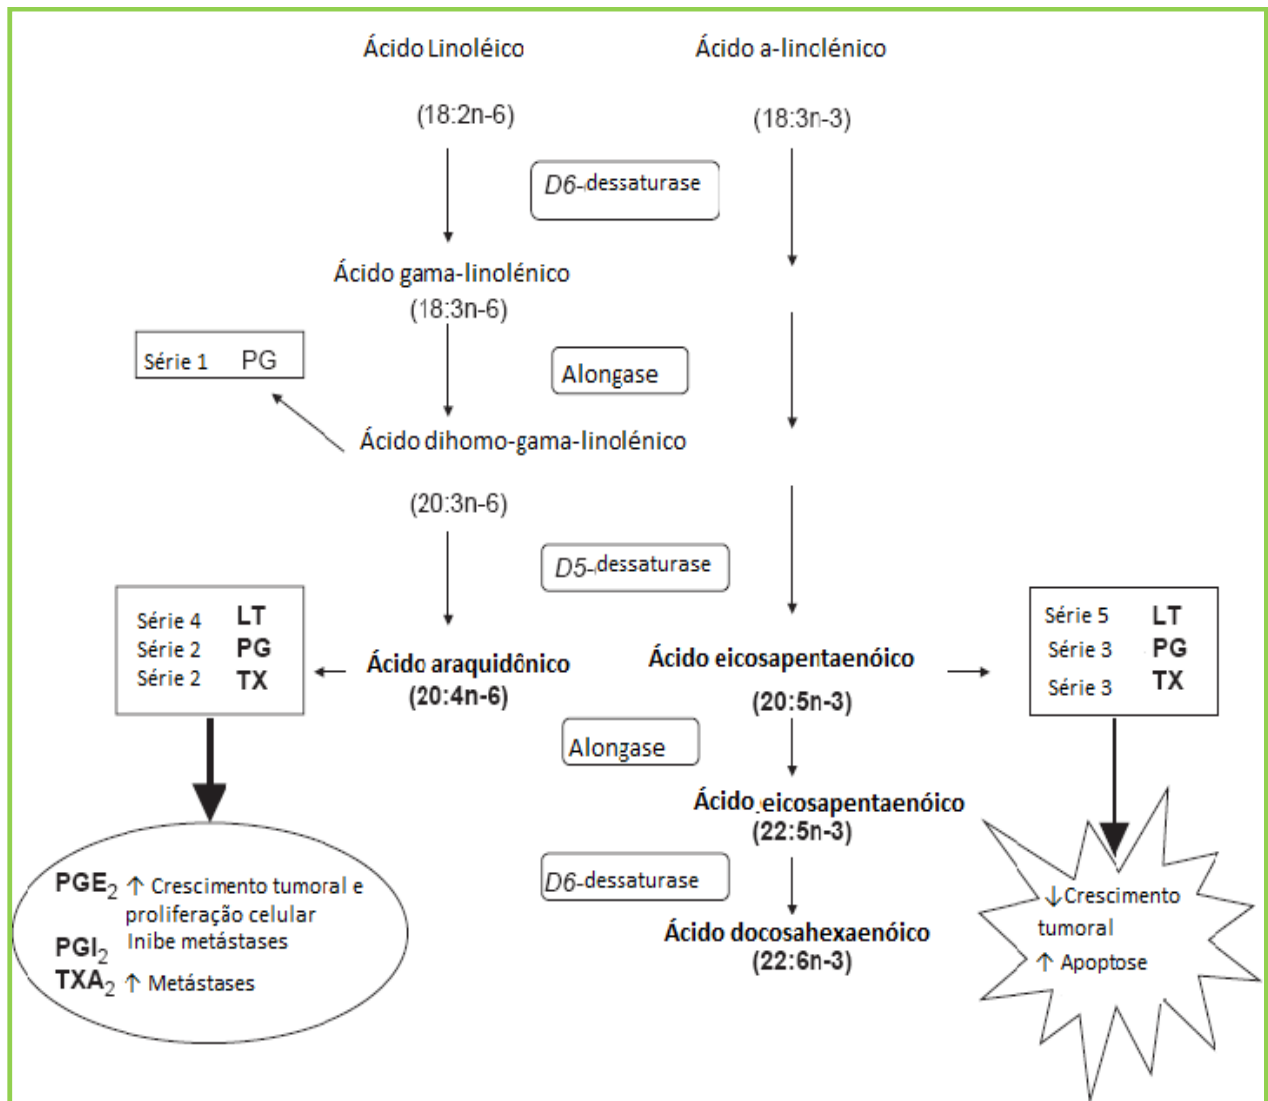 Ácido Linoléico
Ácido a-linclénico
(18:2n-6)
(18:3n-3)
D6-dessaturase
Ácido gama-linolénico
(18:3n-6)
Série 1 PG
Alongase
Ácido dihomo-gama-linolénico
(20:3n-6)
D5-dessaturase
Série 4 LT
Série 2 PG
Série 2 TX
Ácido araquidônico
(20:4n-6)
Ácido eicosapentaenóico
(20:5n-3)
Série 5 LT
Série 3 PG
Série 3 TX
Alongase
Ácido eicosapentaenóico
(22:5n-3)
D6-dessaturase
Ácido docosahexaenóico
(22:6n-3)
PGE2 ↑ Crescimento tumoral e
proliferação celular
PGI2 Inibe metástases
TXA2 ↑ Metástases
↓Crescimento
tumoral
↑ Apoptose